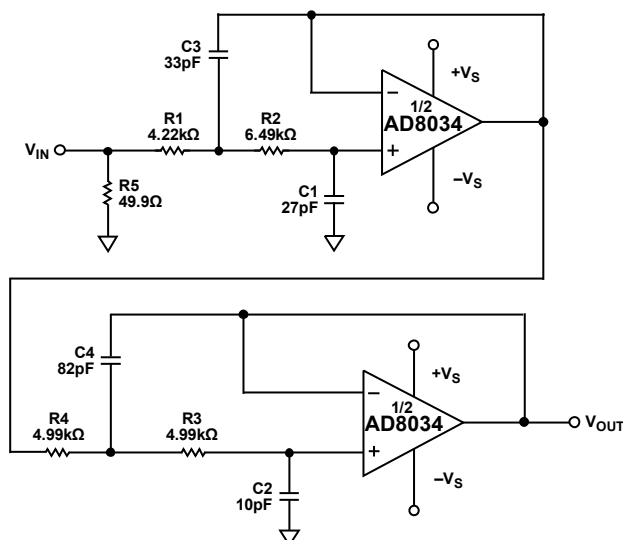 C3
33pF
+VS
1/2
AD8034
–
+
R1
4.22kΩ
R2
6.49kΩ
VIN
R5
49.9Ω
C1
27pF
–VS
C4
82pF
+VS
1/2
AD8034
–
+
R4
4.99kΩ
R3
4.99kΩ
VOUT
C2
10pF
–VS